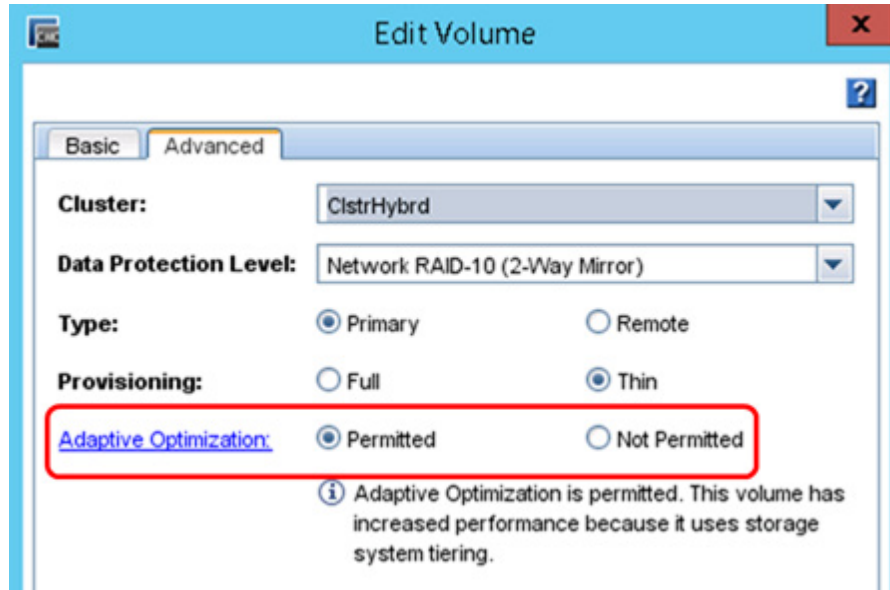 CMC
Edit Volume
x
?
Basic Advanced
Cluster: ClstrHybrd
Data Protection Level: Network RAID-10 (2-Way Mirror)
Type: Primary Remote
Provisioning: Full Thin
Adaptive Optimization: Permitted Not Permitted
i Adaptive Optimization is permitted. This volume has
increased performance because it uses storage
system tiering.